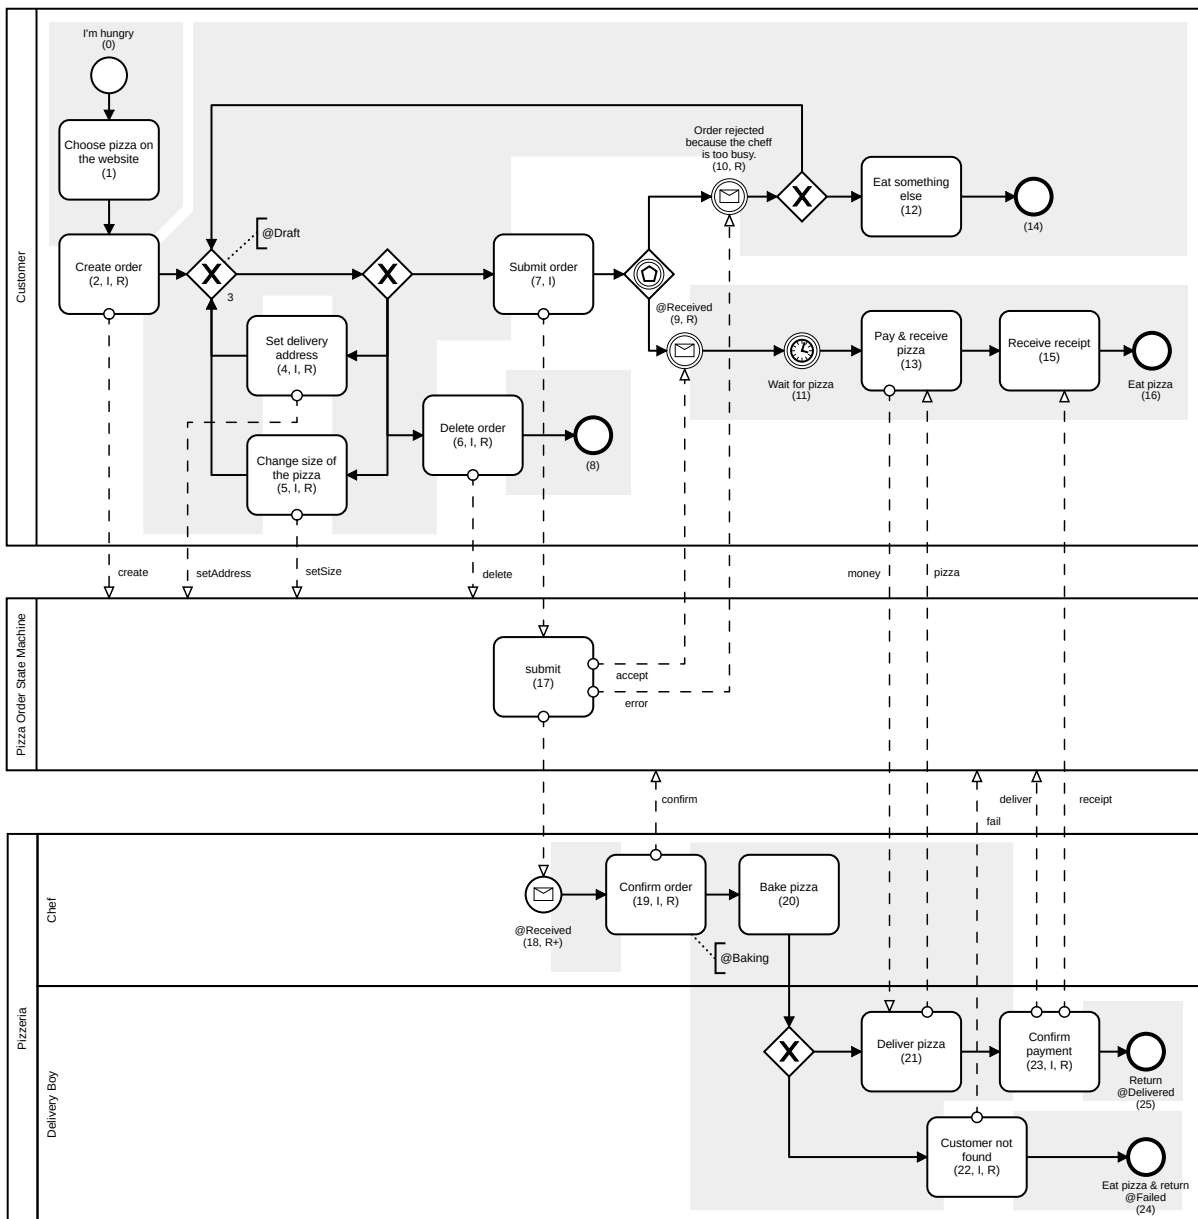 Customer
I'm hungry
(0)
Choose pizza on
the website
(1)
Create order
(2, I, R)
@Draft
3
Set delivery
address
(4, I, R)
Change size of
the pizza
(5, I, R)
Delete order
(6, I, R)
(8)
Submit order
(7, I)
Order rejected
because the cheff
is too busy.
(10, R)
@Received
(9, R)
Eat something
else
(12)
(14)
Wait for pizza
(11)
Pay & receive
pizza
(13)
Receive receipt
(15)
Eat pizza
(16)
create
setAddress
setSize
delete
money
pizza
Pizza Order State Machine
submit
(17)
accept
error
confirm
fail
deliver
receipt
Pizzeria
Chef
@Received
(18, R+)
Confirm order
(19, I, R)
@Baking
Bake pizza
(20)
Delivery Boy
Deliver pizza
(21)
Confirm
payment
(23, I, R)
Return
@Delivered
(25)
Customer not
found
(22, I, R)
Eat pizza & return
@Failed
(24)